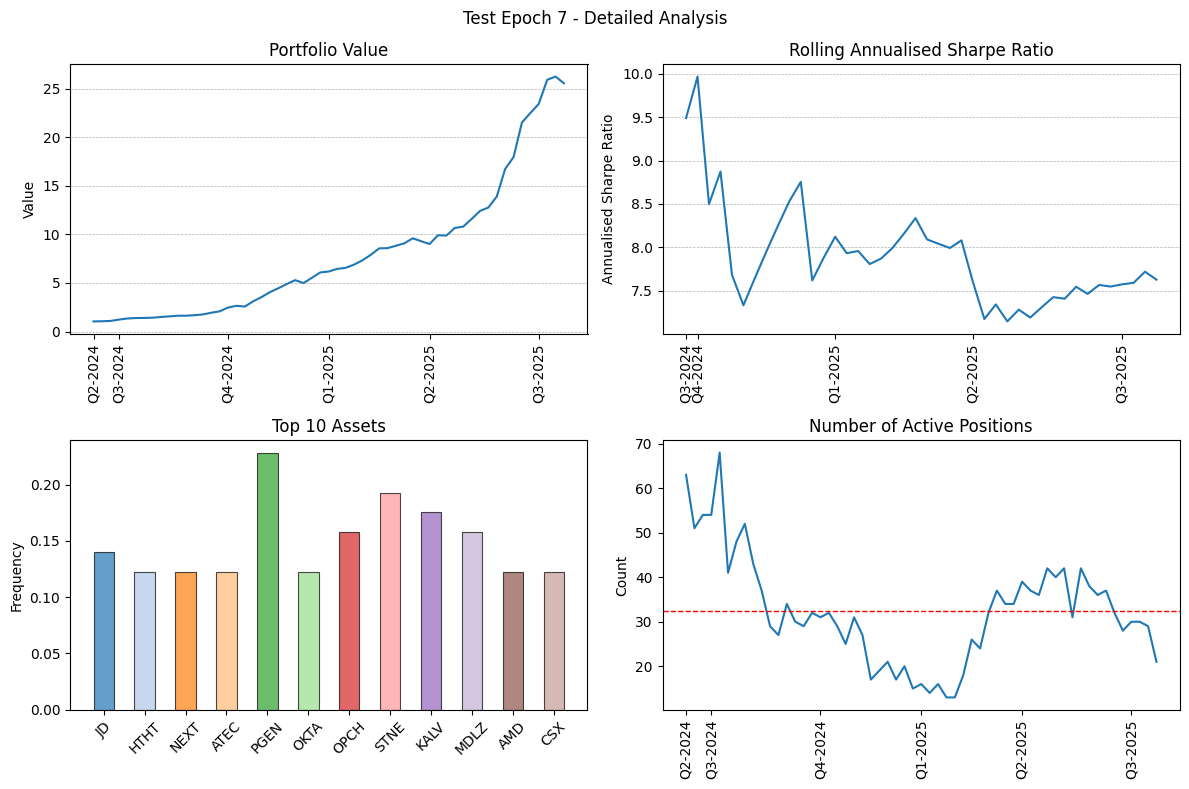 Test Epoch 7 - Detailed Analysis
Portfolio Value
Value
25
20
15
10
5
0
Q2-2024
Q3-2024
Q4-2024
Q1-2025
Q2-2025
Q3-2025
Rolling Annualised Sharpe Ratio
Annualised Sharpe Ratio
10.0
9.5
9.0
8.5
8.0
7.5
Q3-2024
Q4-2024
Q1-2025
Q2-2025
Q3-2025
Top 10 Assets
Frequency
0.20
0.15
0.10
0.05
0.00
JD
HTHT
NEXT
ATEC
PGEN
OKTA
OPCH
STNE
KALV
MDLZ
AMD
CSX
Number of Active Positions
Count
70
60
50
40
30
20
Q2-2024
Q3-2024
Q4-2024
Q1-2025
Q2-2025
Q3-2025